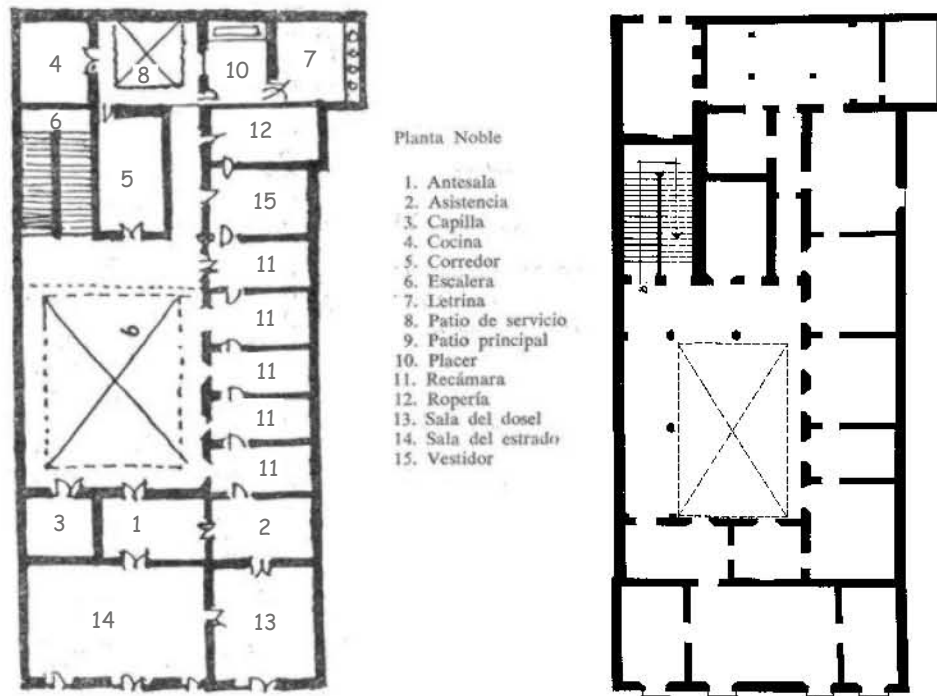 4
8
10
7
6
12
5
15
11
9
11
11
11
11
3
1
2
14
13
Planta Noble
1. Antesala
2. Asistencia
3. Capilla
4. Cocina
5. Corredor
6. Escalera
7. Letrina
8. Patio de servicio
9. Patio principal
10. Placer
11. Recámara
12. Ropería
13. Sala del dosel
14. Sala del estrado
15. Vestidor